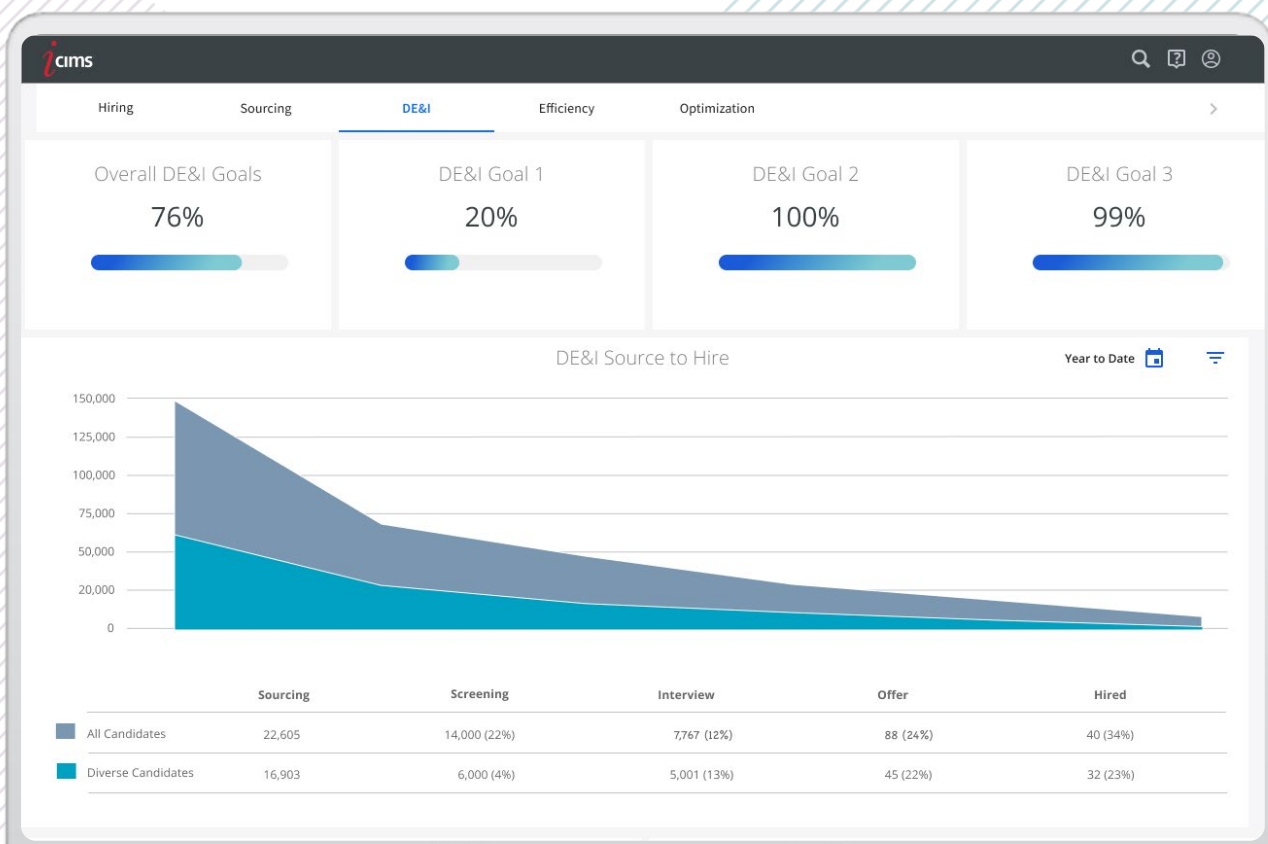 icims
Hiring Sourcing DE&I Efficiency Optimization
Overall DE&I Goals DE&I Goal 1 DE&I Goal 2 DE&I Goal 3
76% 20% 100% 99%
DE&I Source to Hire Year to Date
150,000
125,000
100,000
75,000
50,000
20,000
0
Sourcing Screening Interview Offer Hired
All Candidates 22,605 14,000 (22%) 7,767 (12%) 88 (24%) 40 (34%)
Diverse Candidates 16,903 6,000 (4%) 5,001 (13%) 45 (22%) 32 (23%)